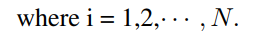 where i = 1,2,· · · , N.